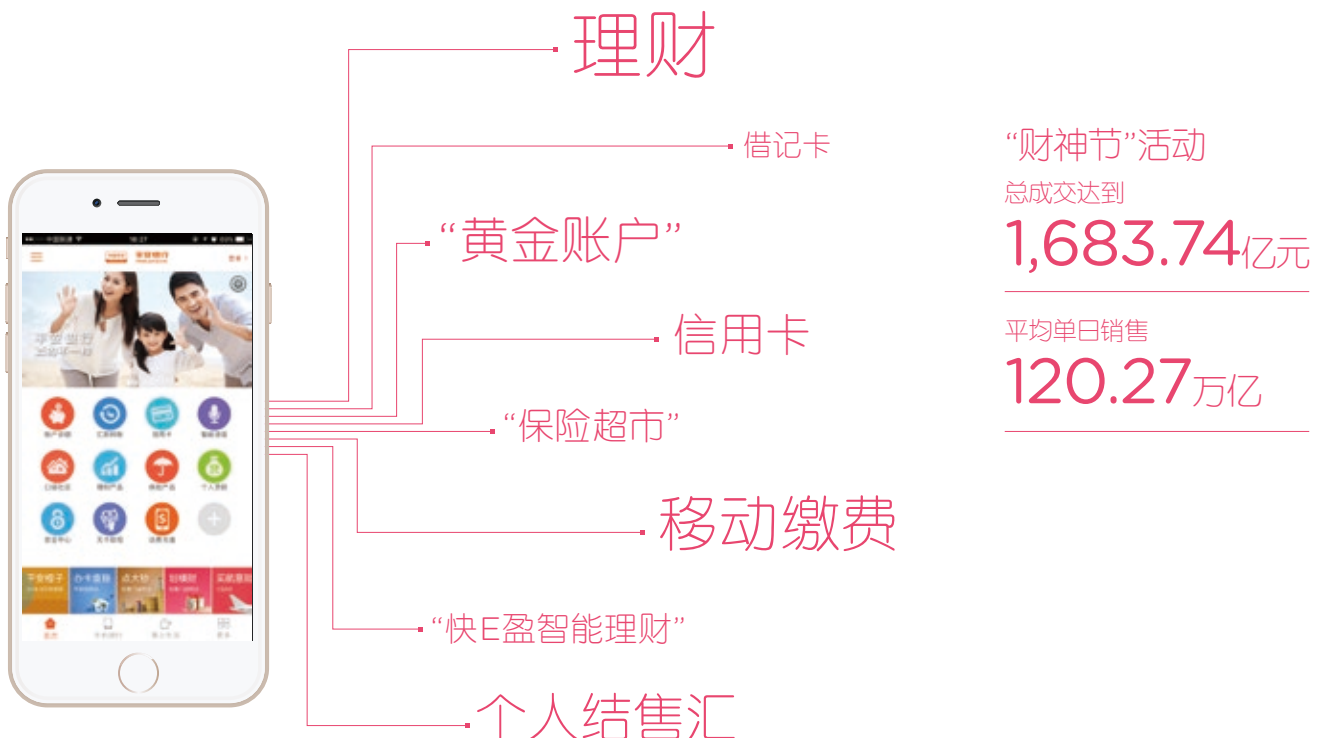 理财
借记卡
“黄金账户”
信用卡
“保险超市”
移动缴费
“快E盈智能理财”
个人结售汇
“财神节”活动
总成交达到
1,683.74亿元
平均单日销售
120.27万亿